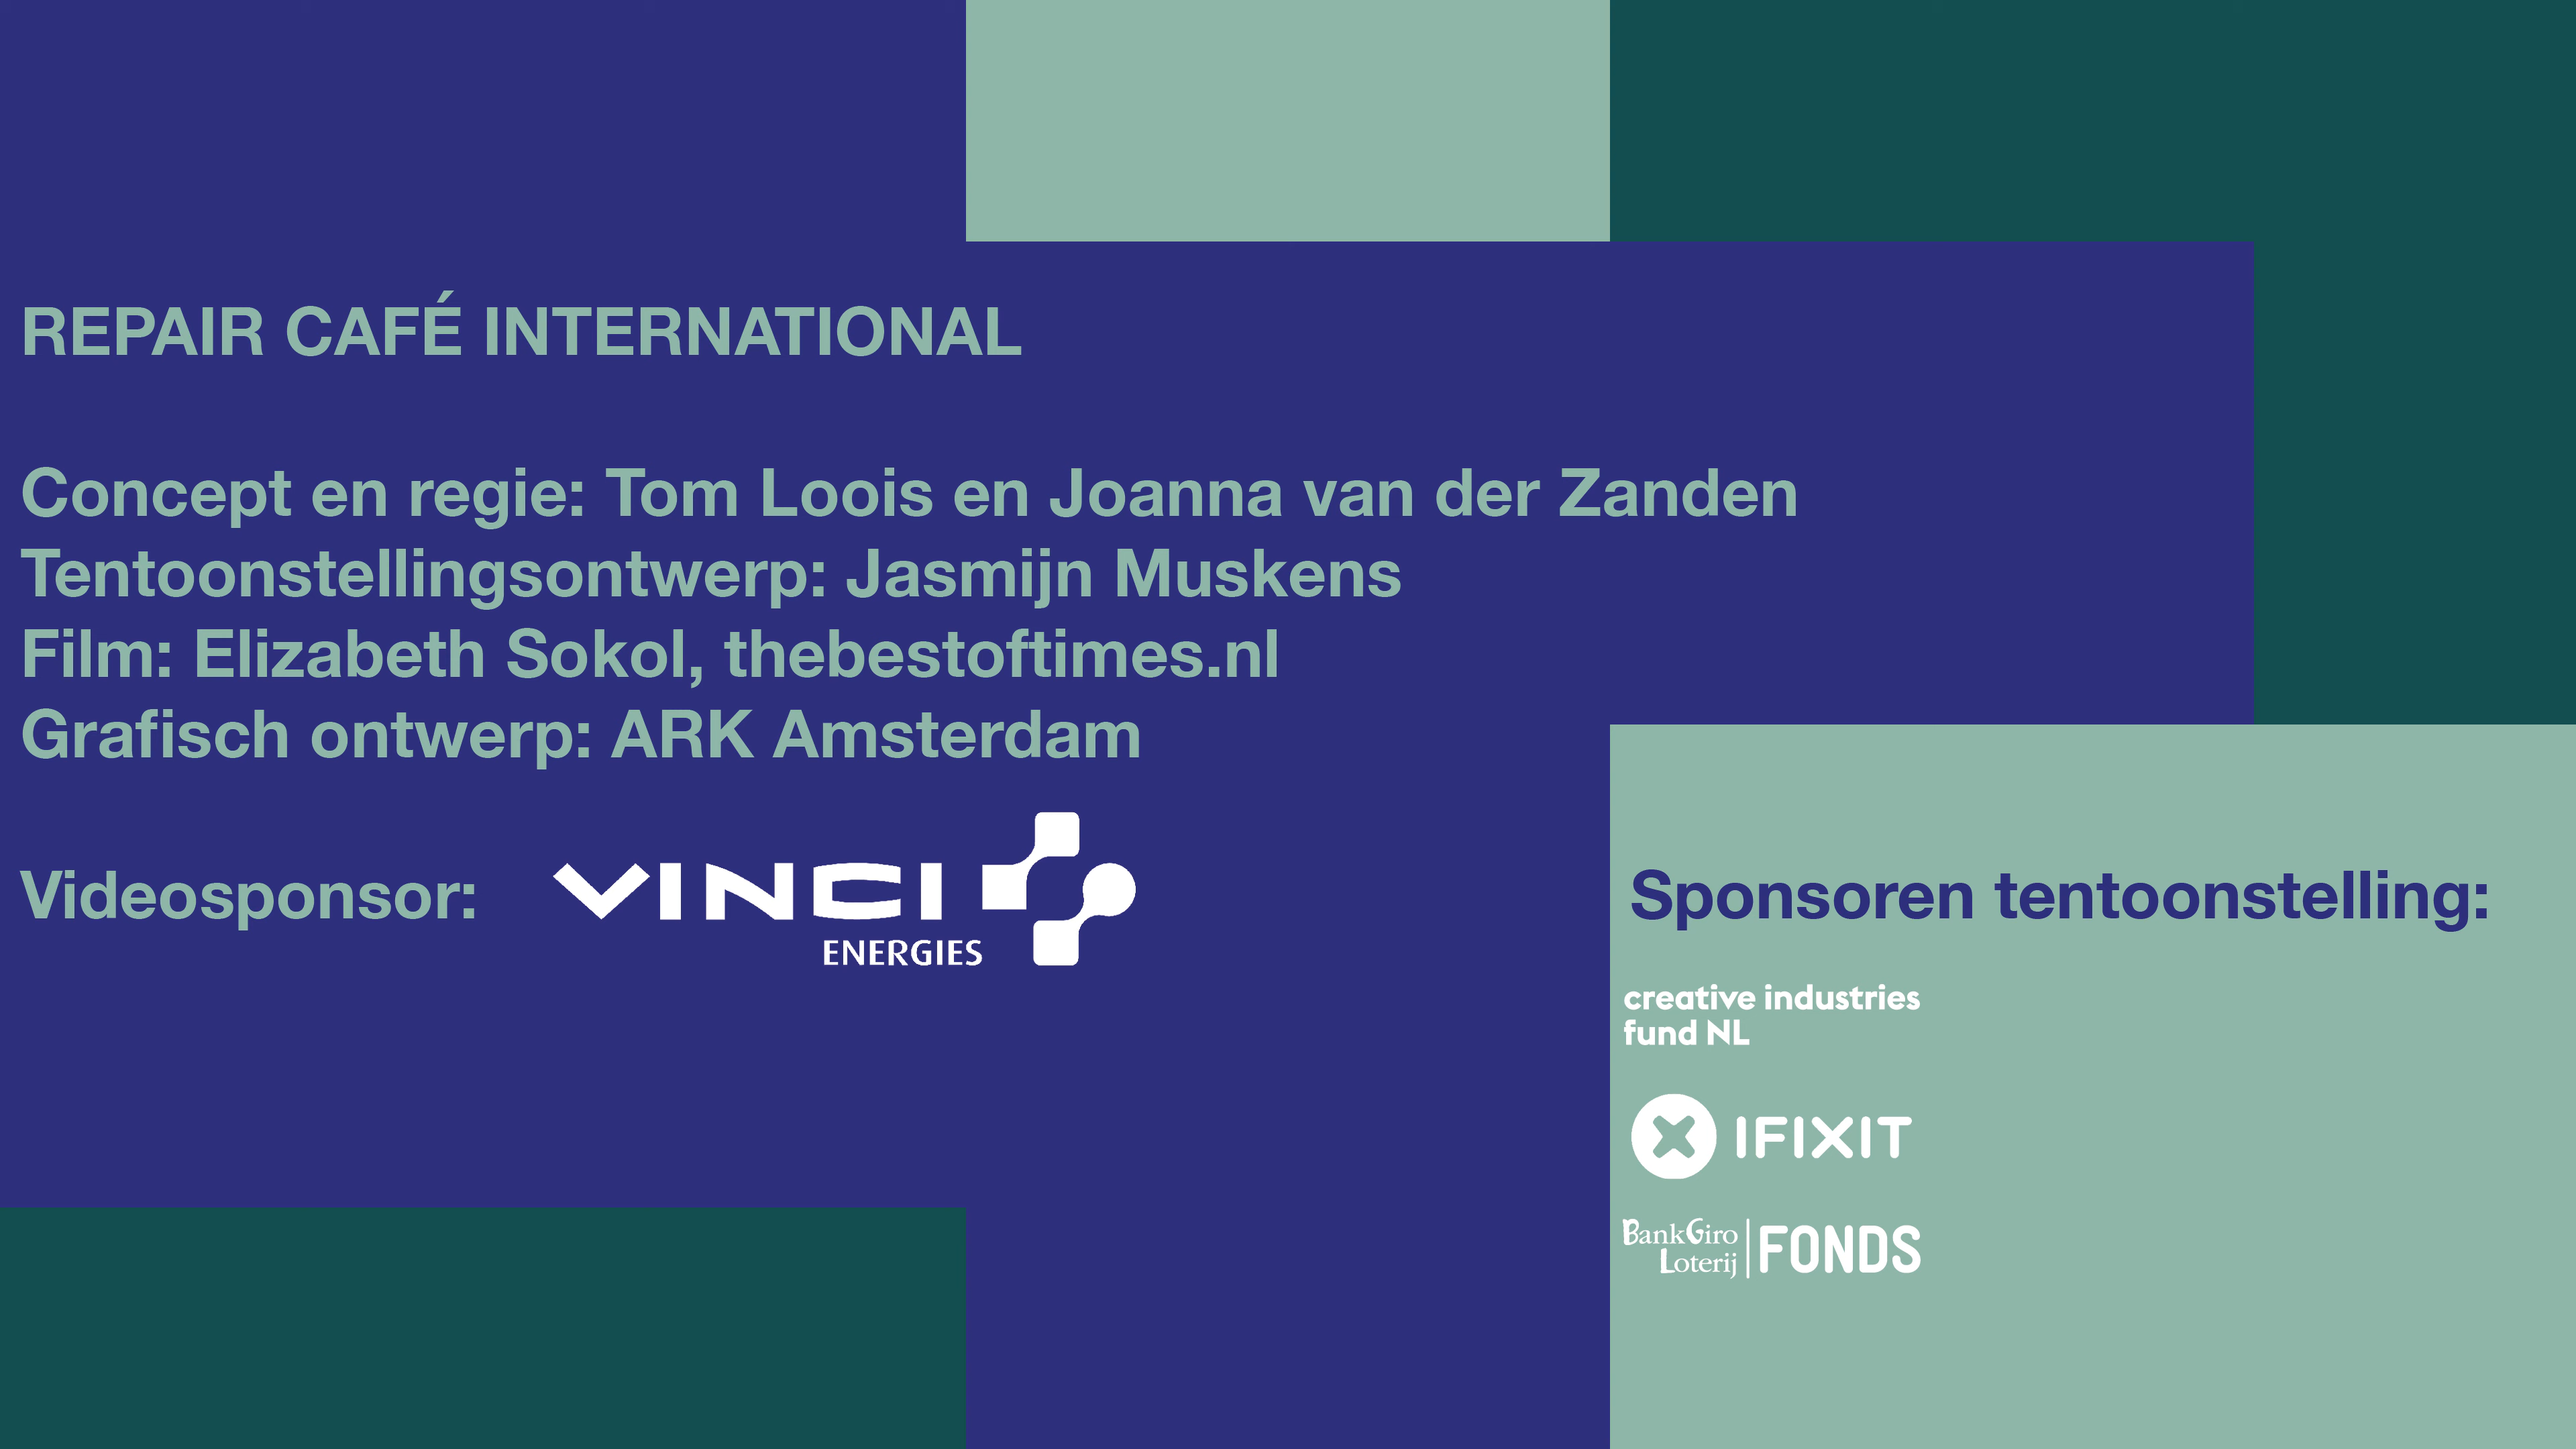 REPAIR CAFÉ INTERNATIONAL
Concept en regie: Tom Loois en Joanna van der Zanden
Tentoonstellingsontwerp: Jasmijn Muskens
Film: Elizabeth Sokol, thebestoftimes.nl
Grafisch ontwerp: ARK Amsterdam
Videosponsor:
VINCI
ENERGIES
Sponsoren tentoonstelling:
creative industries
fund NL
IFIXIT
BankGiro
Loterij
FONDS